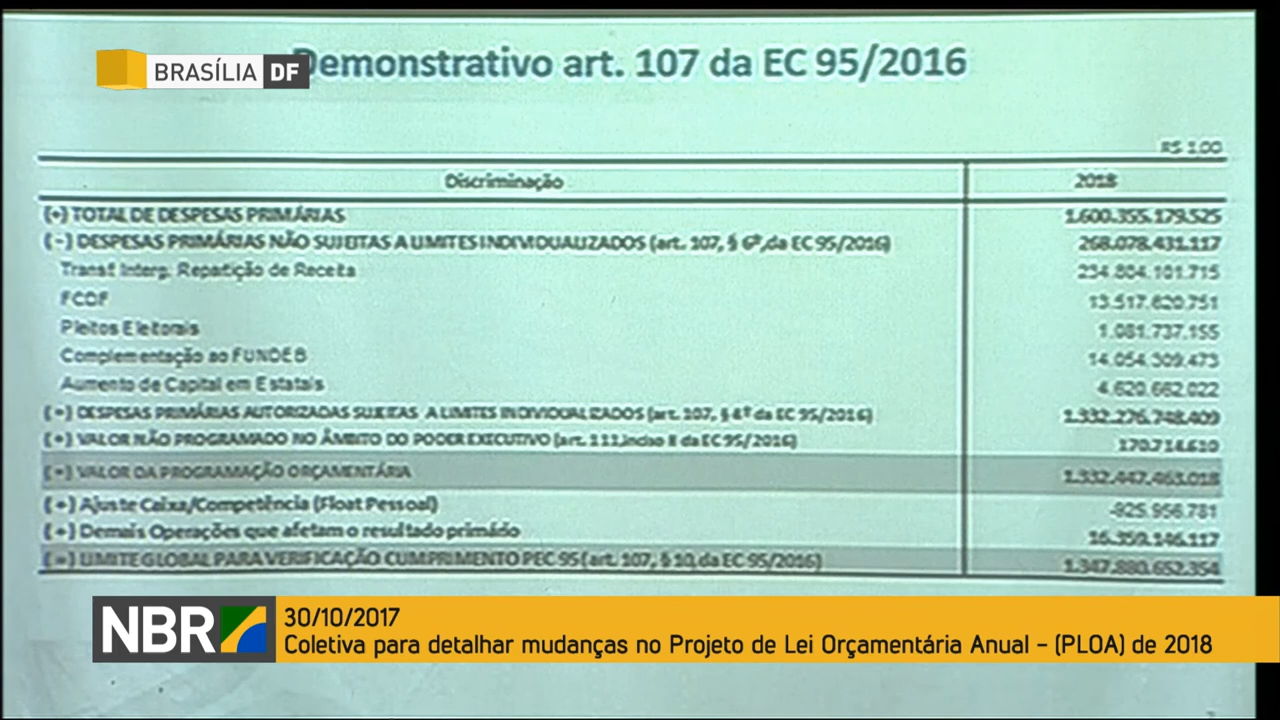 BRASÍLIA DF
Demonstrativo art. 107 da EC 95/2016
R$ 1,00
Discriminação 2018
(+) TOTAL DE DESPESAS PRIMÁRIAS 1.600.355.179.525
(-) DESPESAS PRIMÁRIAS NÃO SUJEITAS A LIMITES INDIVIDUALIZADOS (art. 107, § 6º, da EC 95/2016) 268.078.431.117
Transf. Interg. Repartição de Receita 234.804.101.715
FCDF 13.517.620.751
Pleitos Eleitorais 1.081.737.155
Complementação ao FUNDEB 14.054.309.473
Aumento de Capital em Estatais 4.620.662.022
(=) DESPESAS PRIMÁRIAS AUTORIZADAS SUJEITAS A LIMITES INDIVIDUALIZADOS (art. 107, § 4º da EC 95/2016) 1.332.276.748.409
(+) VALOR NÃO PROGRAMADO NO ÂMBITO DO PODER EXECUTIVO (art. 111, inciso II da EC 95/2016) 170.714.610
(=) VALOR DA PROGRAMAÇÃO ORÇAMENTÁRIA 1.332.447.463.018
(+) Ajuste Caixa/Competência (Float Pessoal) -925.956.781
(+) Demais Operações que afetam o resultado primário 16.359.146.117
(=) LIMITE GLOBAL PARA VERIFICAÇÃO CUMPRIMENTO PEC 95 (art. 107, § 10, da EC 95/2016) 1.347.880.652.354
NBR
30/10/2017
Coletiva para detalhar mudanças no Projeto de Lei Orçamentária Anual – (PLOA) de 2018